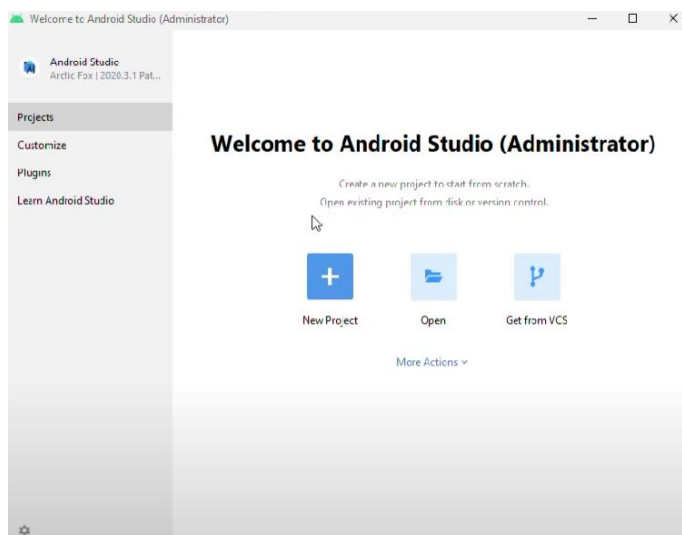 Welcome to Android Studio (Administrator)
Android Studio
Arctic Fox | 2020.3.1 Pat...
Projects
Customize
Plugins
Learn Android Studio
Welcome to Android Studio (Administrator)
Create a new project to start from scratch.
Open existing project from disk or version control.
New Project
Open
Get from VCS
More Actions